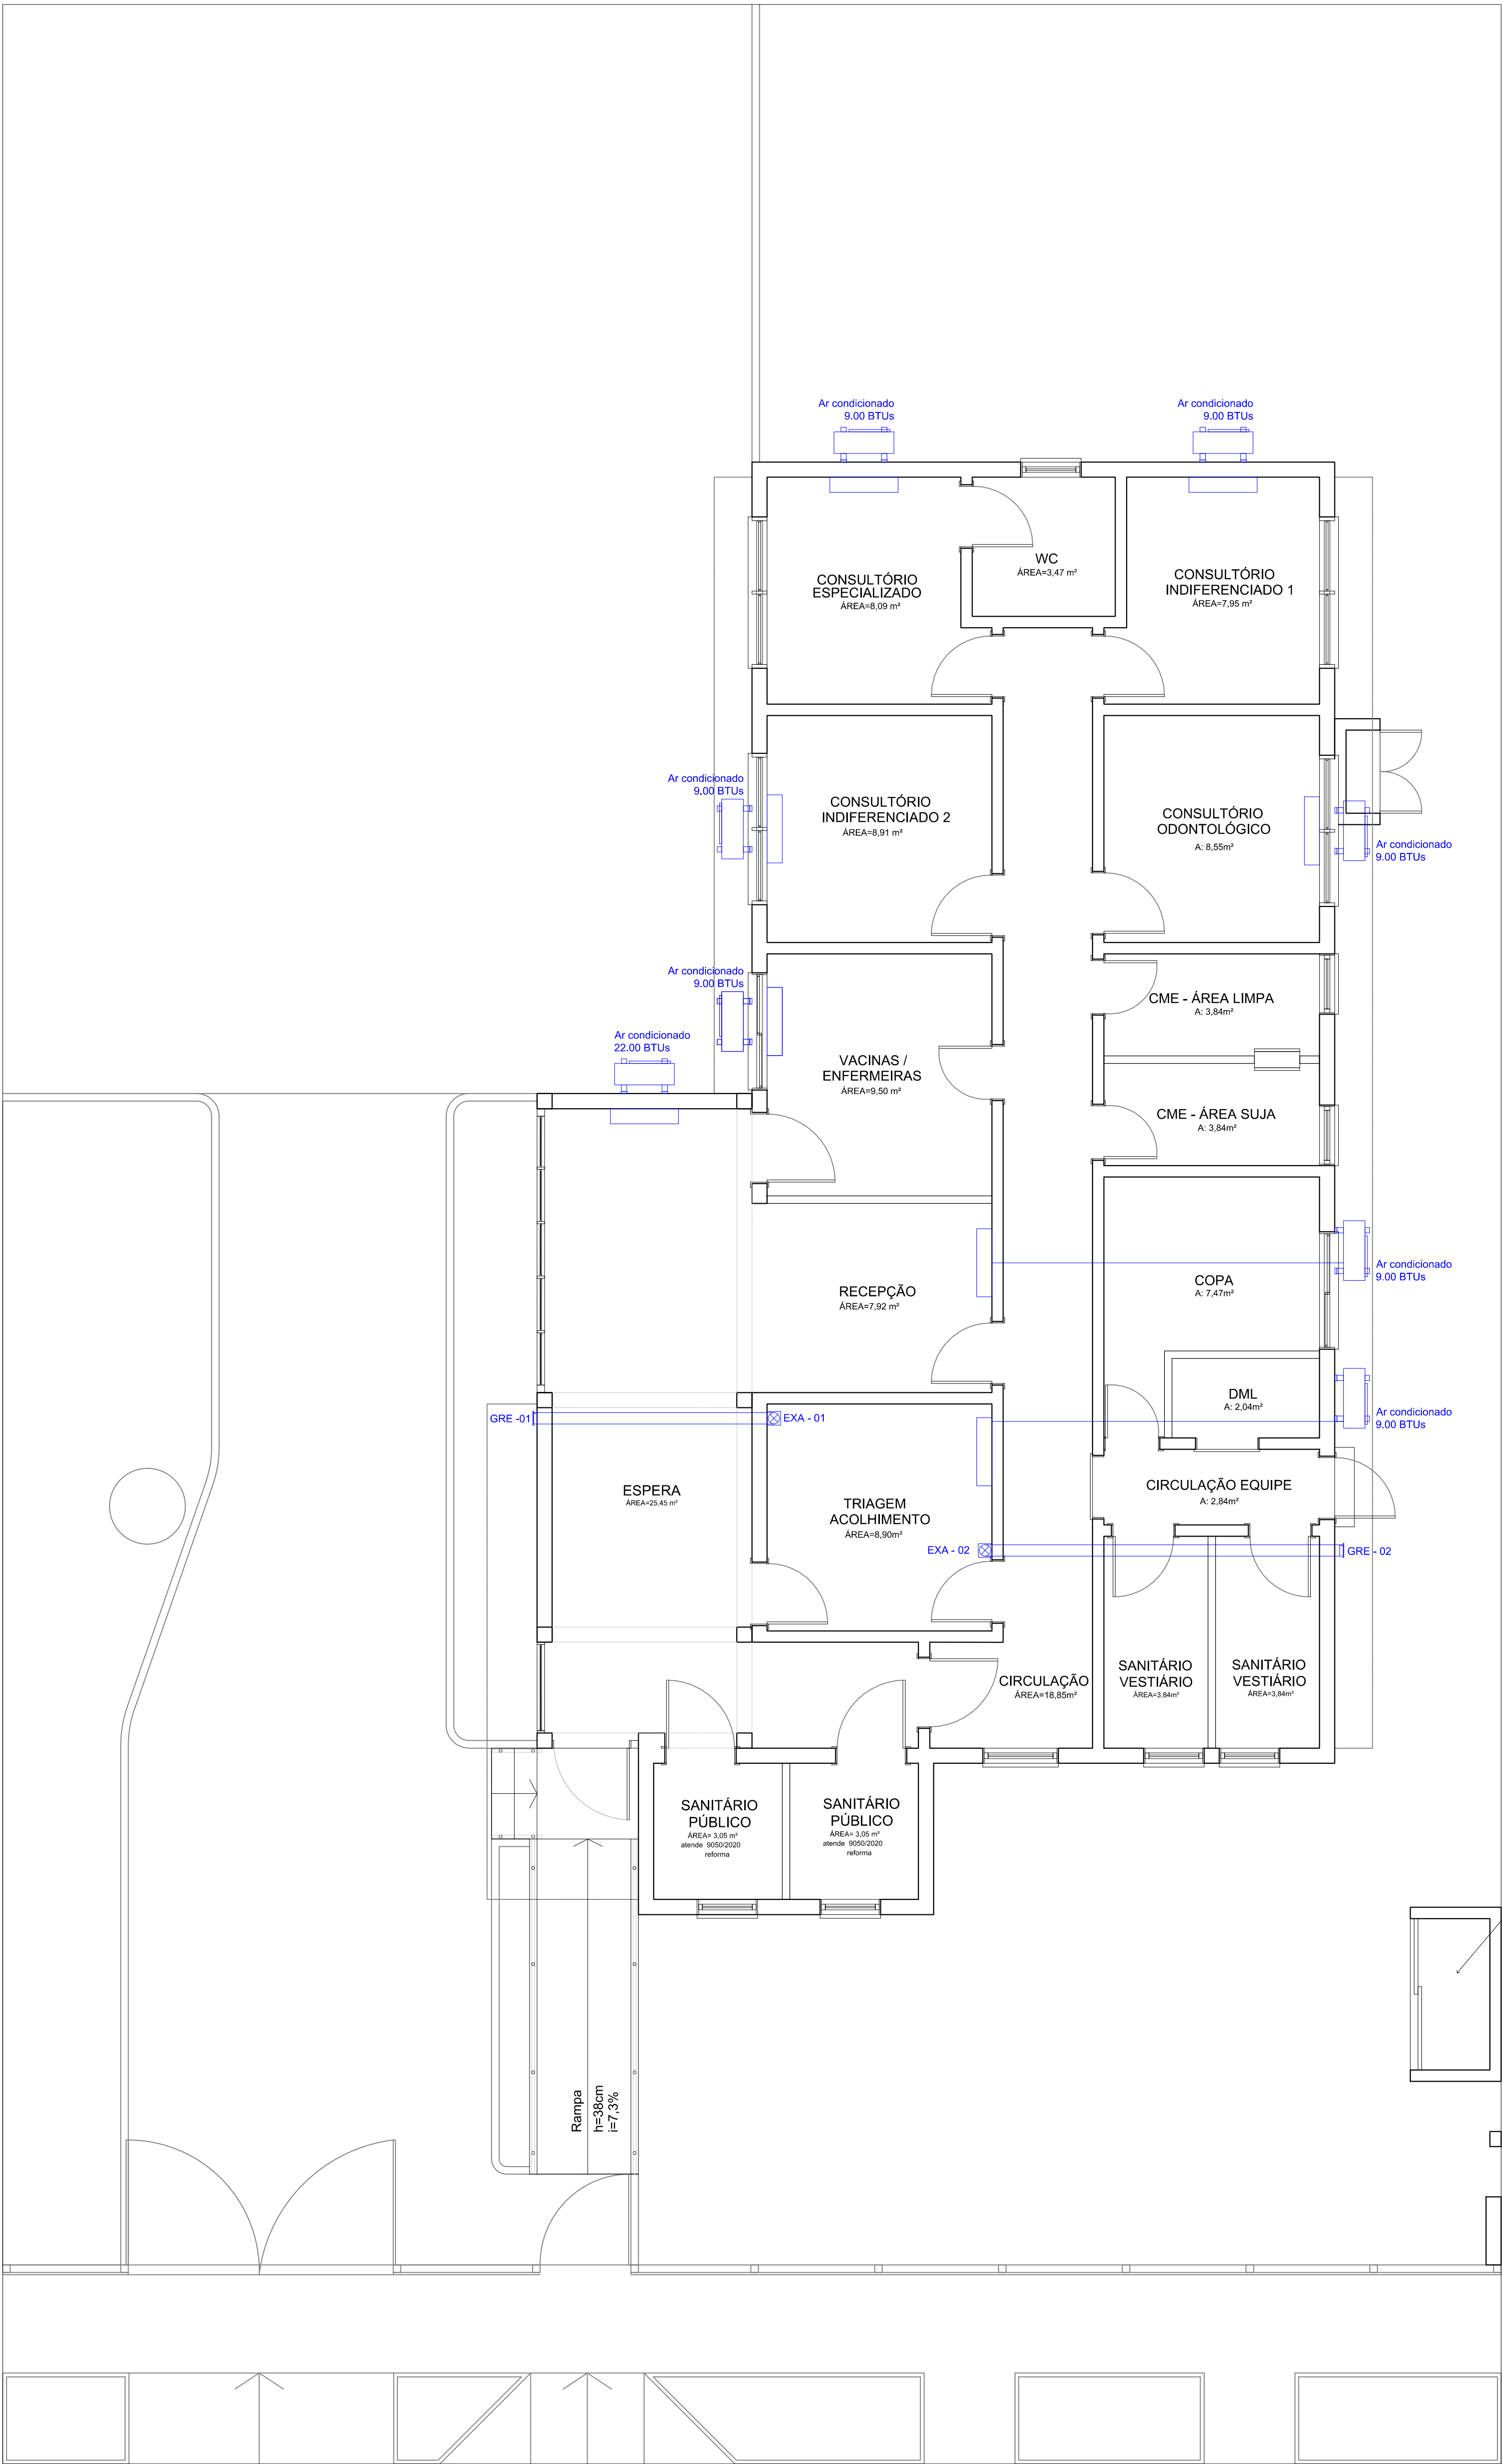 Ar condicionado
9.00 BTUs
Ar condicionado
9.00 BTUs
WC
ÁREA=3,47 m²
CONSULTÓRIO
ESPECIALIZADO
ÁREA=8,09 m²
CONSULTÓRIO
INDIFERENCIADO 1
ÁREA=7,95 m²
Ar condicionado
9.00 BTUs
CONSULTÓRIO
INDIFERENCIADO 2
ÁREA=8,91 m²
CONSULTÓRIO
ODONTOLÓGICO
A: 8,55m²
Ar condicionado
9.00 BTUs
Ar condicionado
9.00 BTUs
CME - ÁREA LIMPA
A: 3,84m²
Ar condicionado
22.00 BTUs
VACINAS /
ENFERMEIRAS
ÁREA=9,50 m²
CME - ÁREA SUJA
A: 3,84m²
RECEPÇÃO
ÁREA=7,92 m²
COPA
A: 7,47m²
Ar condicionado
9.00 BTUs
DML
A: 2,04m²
Ar condicionado
9.00 BTUs
GRE -01
EXA - 01
ESPERA
ÁREA=25,45 m²
TRIAGEM
ACOLHIMENTO
ÁREA=8,90m²
CIRCULAÇÃO EQUIPE
A: 2,84m²
EXA - 02
GRE - 02
CIRCULAÇÃO
ÁREA=18,85m²
SANITÁRIO
VESTIÁRIO
ÁREA=3,84m²
SANITÁRIO
VESTIÁRIO
ÁREA=3,84m²
SANITÁRIO
PÚBLICO
ÁREA= 3,05 m²
atende 9050/2020
reforma
SANITÁRIO
PÚBLICO
ÁREA= 3,05 m²
atende 9050/2020
reforma
Rampa
h=38cm
i=7,3%